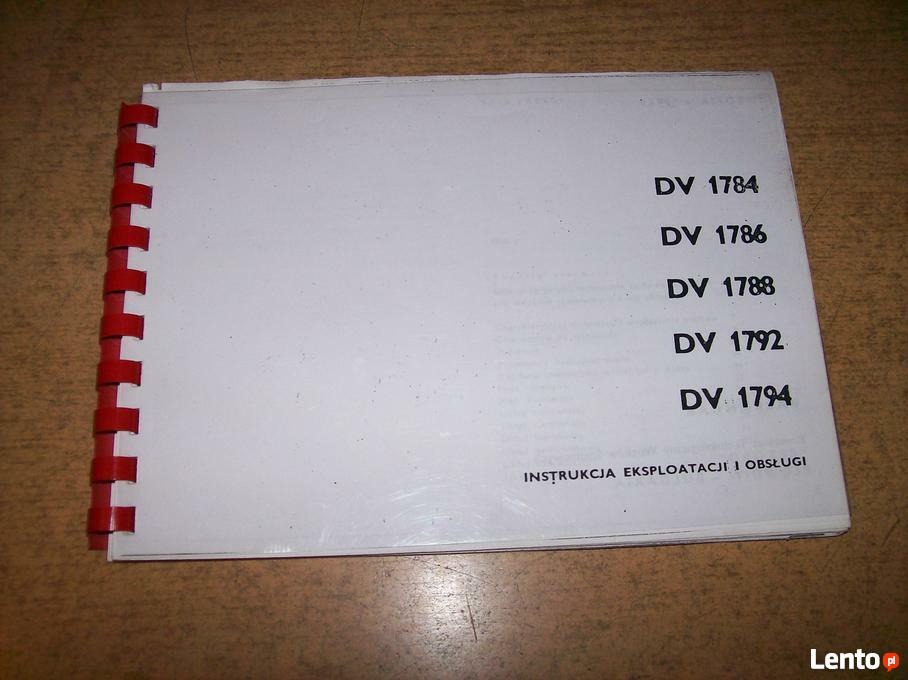 DV 1784
DV 1786
DV 1788
DV 1792
DV 1794
INSTRUKCJA EKSPLOATACJI I OBSŁUGI
Lento pl